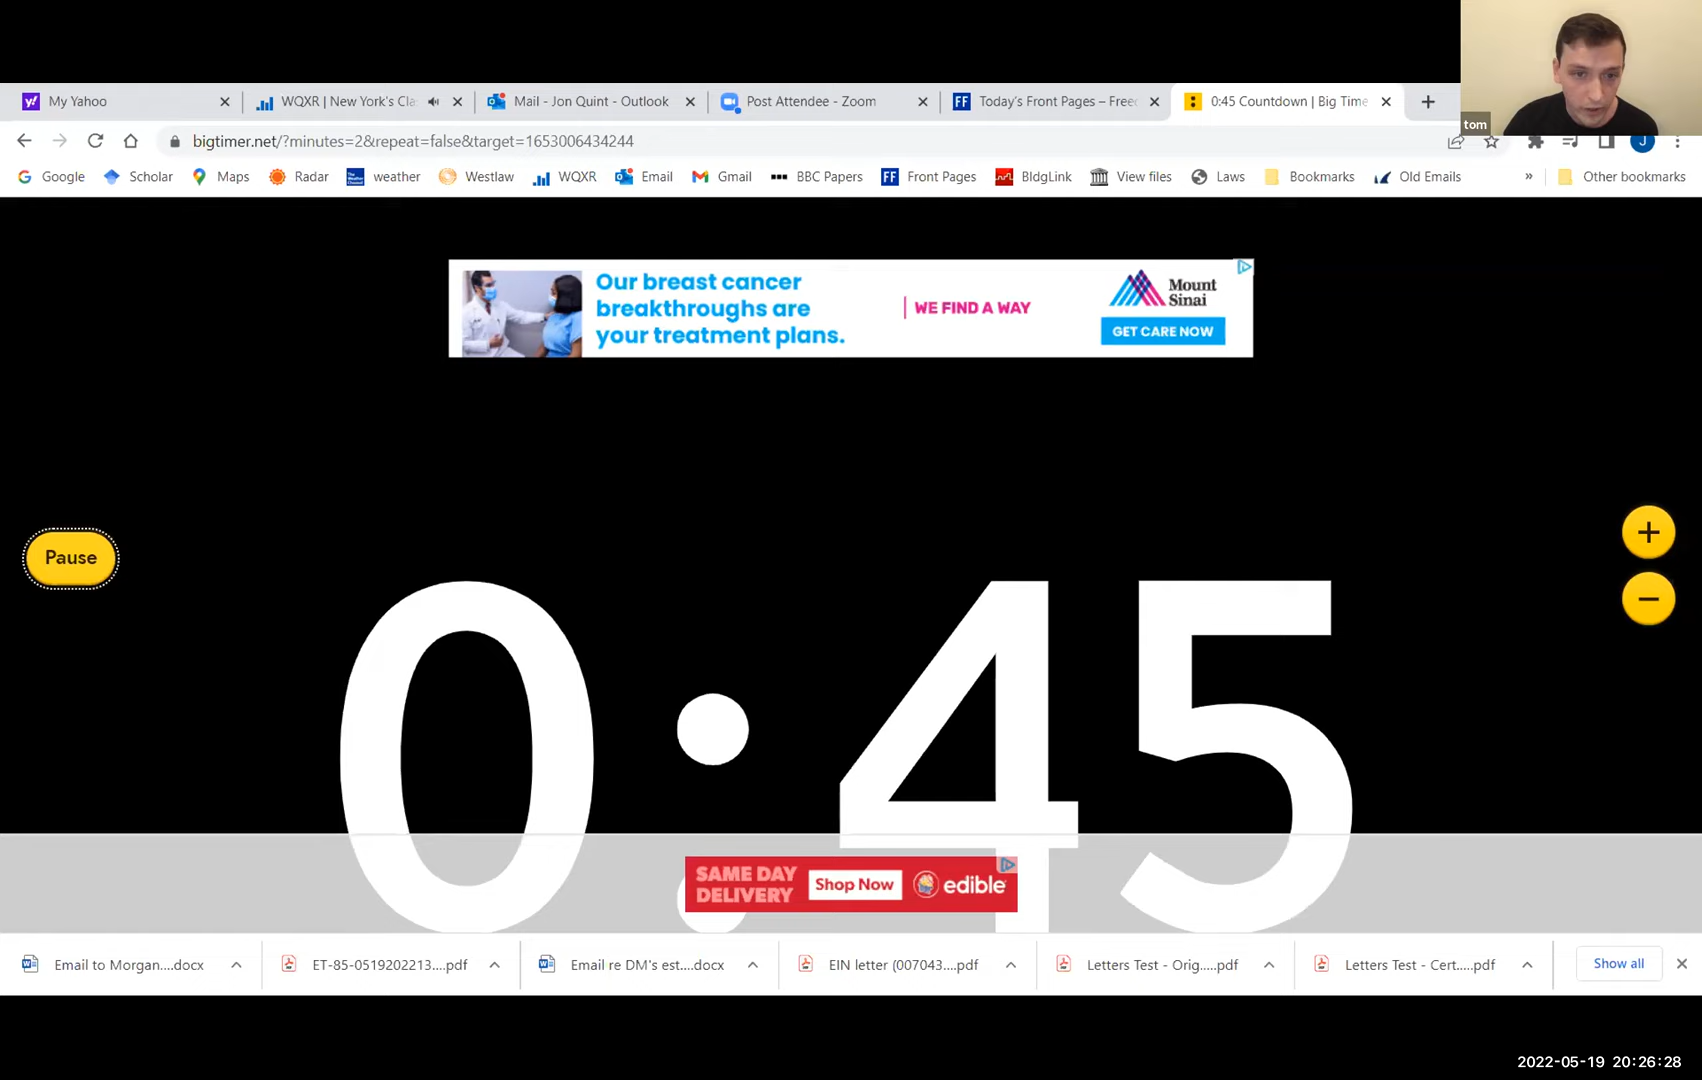 My Yahoo
WQXR | New York's Cla
Mail - Jon Quint - Outlook
Post Attendee - Zoom
FF
Today's Front Pages – Freed
0:45 Countdown | Big Time
tom
bigtimer.net/?minutes=2&repeat=false&target=1653006434244
J
Google
Scholar
Maps
Radar
weather
Westlaw
WQXR
Email
Gmail
BBC Papers
FF
Front Pages
BldgLink
View files
Laws
Bookmarks
Old Emails
»
Other bookmarks
Our breast cancer
breakthroughs are
your treatment plans.
WE FIND A WAY
Mount
Sinai
GET CARE NOW
Pause
+
−
0:45
SAME DAY
DELIVERY
Shop Now
edible
Email to Morgan....docx
ET-85-0519202213....pdf
Email re DM's est....docx
EIN letter (007043....pdf
Letters Test - Orig.....pdf
Letters Test - Cert.....pdf
Show all
2022-05-19 20:26:28